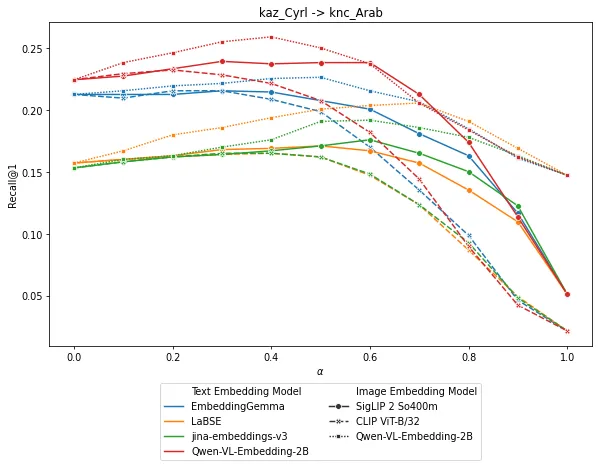 kaz_Cyrl -> knc_Arab
Recall@1
0.25
0.20
0.15
0.10
0.05
0.0
0.2
0.4
0.6
0.8
1.0
α
Text Embedding Model
EmbeddingGemma
LaBSE
jina-embeddings-v3
Qwen-VL-Embedding-2B
Image Embedding Model
SigLIP 2 So400m
CLIP ViT-B/32
Qwen-VL-Embedding-2B